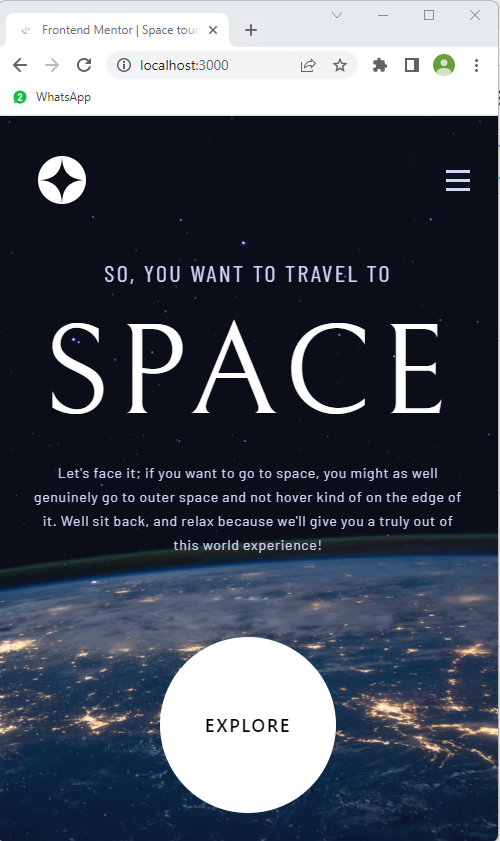 Frontend Mentor | Space tour
localhost:3000
2
WhatsApp
SO, YOU WANT TO TRAVEL TO
SPACE
Let's face it; if you want to go to space, you might as well
genuinely go to outer space and not hover kind of on the edge of
it. Well sit back, and relax because we'll give you a truly out of
this world experience!
EXPLORE